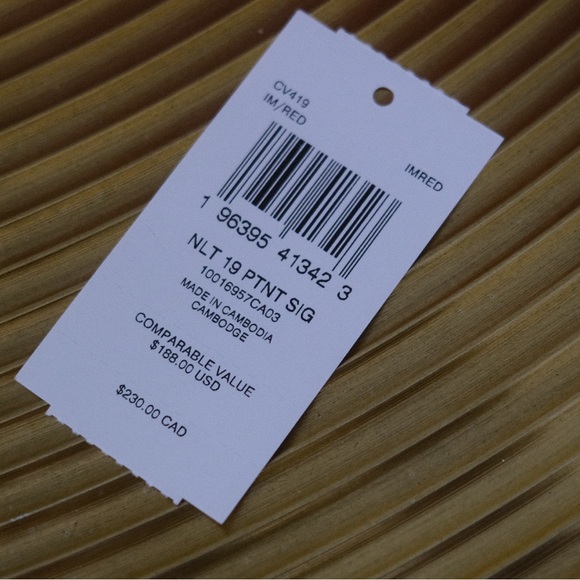 CV419
IM/RED
IMRED
1 96395 41342 3
NLT 19 PTNT SIG
10016957CA03
MADE IN CAMBODIA
CAMBODGE
COMPARABLE VALUE
$188.00 USD
$230.00 CAD